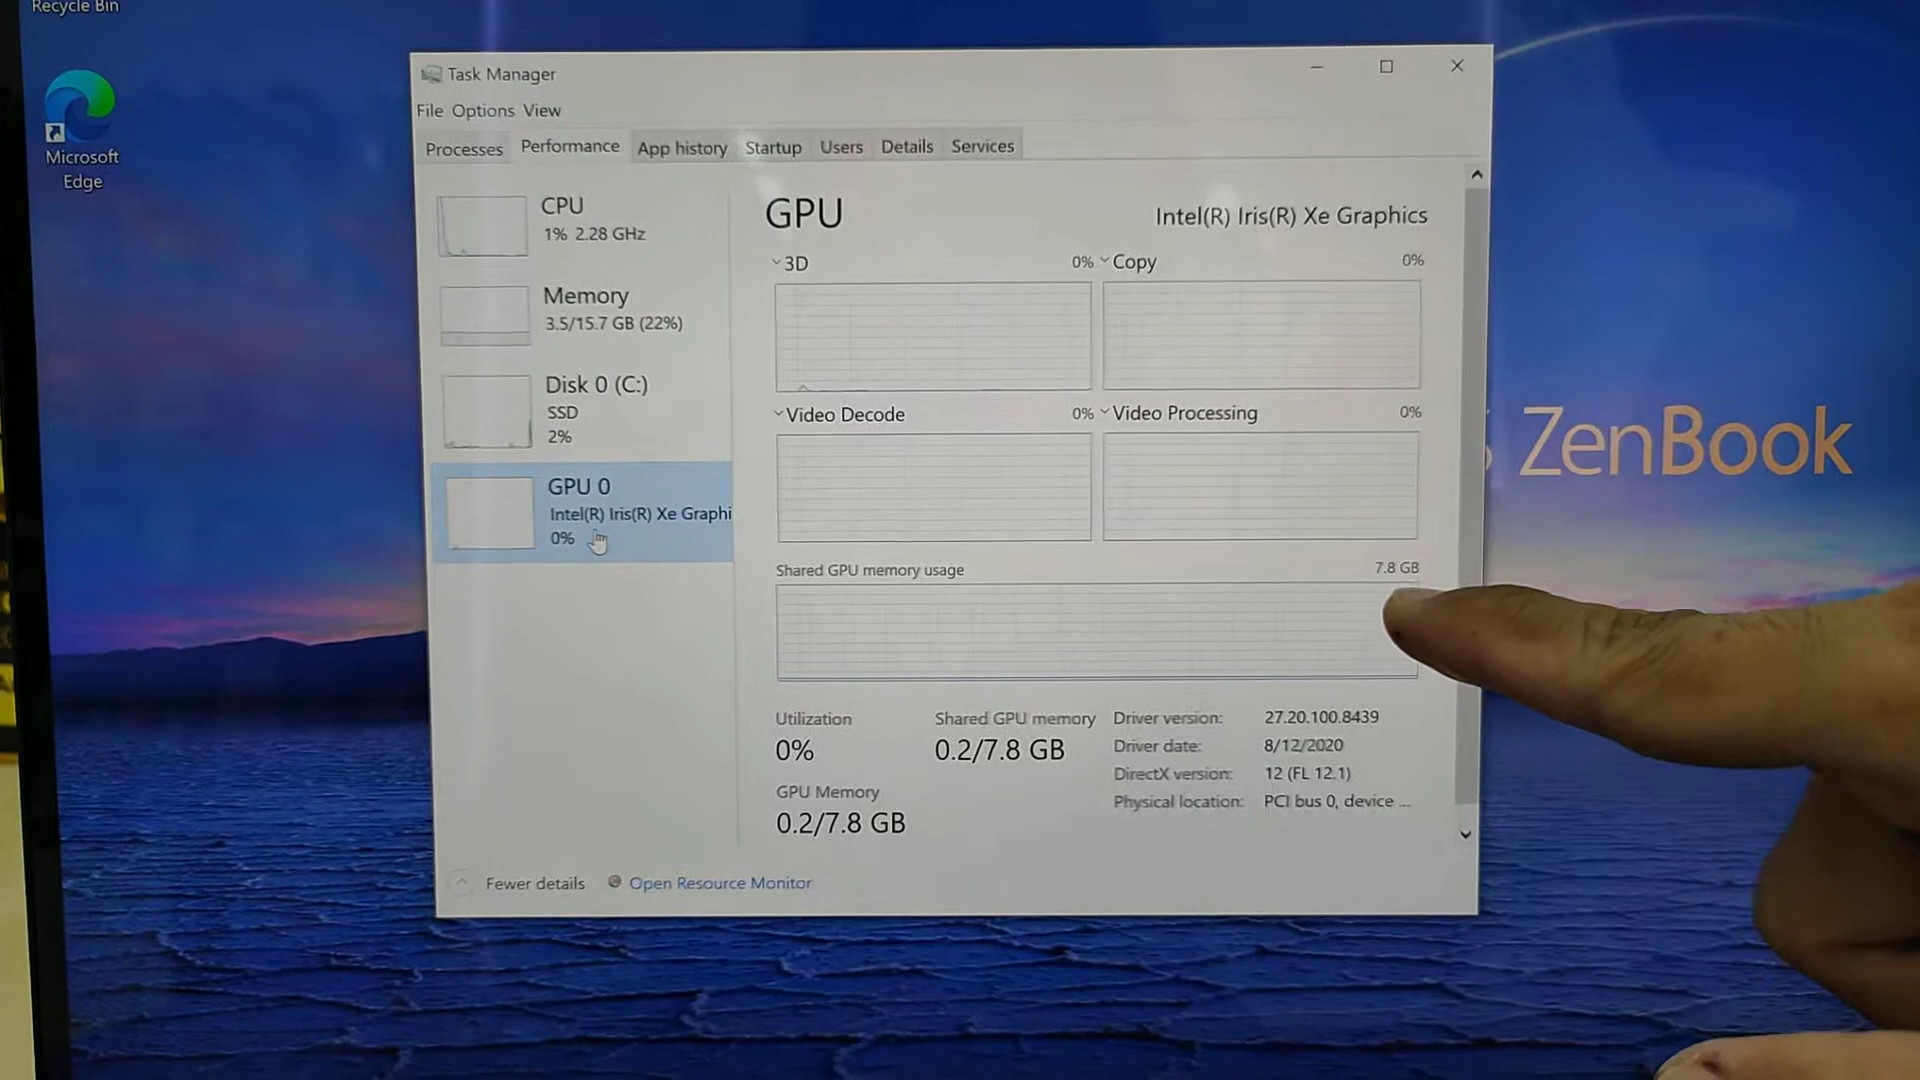 Recycle Bin
Microsoft
Edge
Task Manager
File Options View
Processes Performance App history Startup Users Details Services
CPU
1% 2.28 GHz
Memory
3.5/15.7 GB (22%)
Disk 0 (C:)
SSD
2%
GPU 0
Intel(R) Iris(R) Xe Graphi
0%
GPU
Intel(R) Iris(R) Xe Graphics
3D 0%
Copy 0%
Video Decode 0%
Video Processing 0%
Shared GPU memory usage 7.8 GB
Utilization
0%
Shared GPU memory
0.2/7.8 GB
GPU Memory
0.2/7.8 GB
Driver version: 27.20.100.8439
Driver date: 8/12/2020
DirectX version: 12 (FL 12.1)
Physical location: PCI bus 0, device ...
Fewer details
Open Resource Monitor
ZenBook